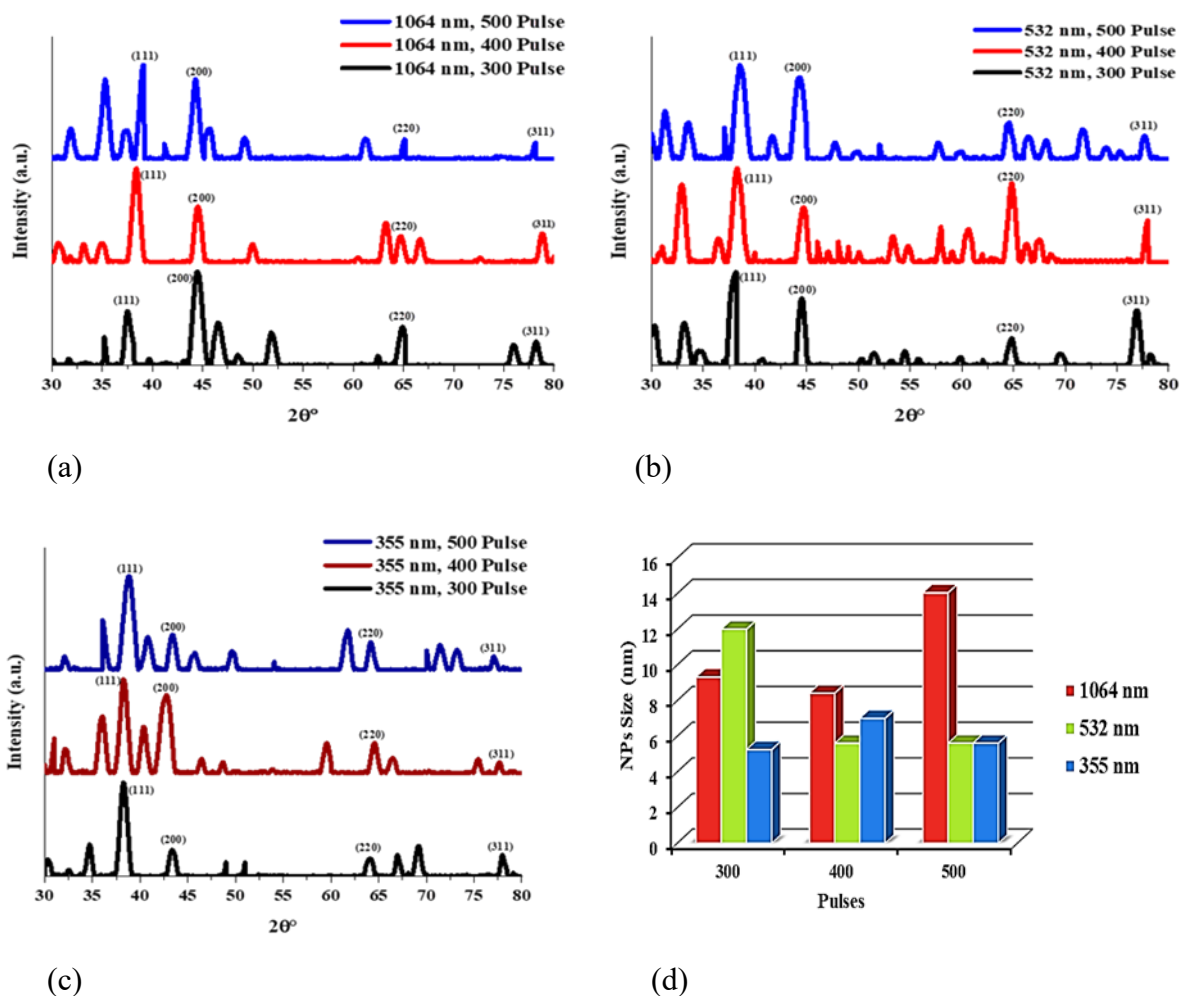 1064 nm, 500 Pulse
1064 nm, 400 Pulse
1064 nm, 300 Pulse
(111)
(200)
(220)
(311)
(111)
(200)
(220)
(311)
(111)
(200)
(220)
(311)
Intensity (a.u.)
30 35 40 45 50 55 60 65 70 75 80
2θ°
(a)
532 nm, 500 Pulse
532 nm, 400 Pulse
532 nm, 300 Pulse
(111)
(200)
(220)
(311)
(111)
(200)
(220)
(311)
(111)
(200)
(220)
(311)
Intensity (a.u.)
30 35 40 45 50 55 60 65 70 75 80
2θ°
(b)
355 nm, 500 Pulse
355 nm, 400 Pulse
355 nm, 300 Pulse
(111)
(200)
(220)
(311)
(111)
(200)
(220)
(311)
(111)
(200)
(220)
(311)
Intensity (a.u.)
30 35 40 45 50 55 60 65 70 75 80
2θ°
(c)
16
14
12
10
8
6
4
2
0
NPs Size (nm)
300 400 500
Pulses
1064 nm
532 nm
355 nm
(d)